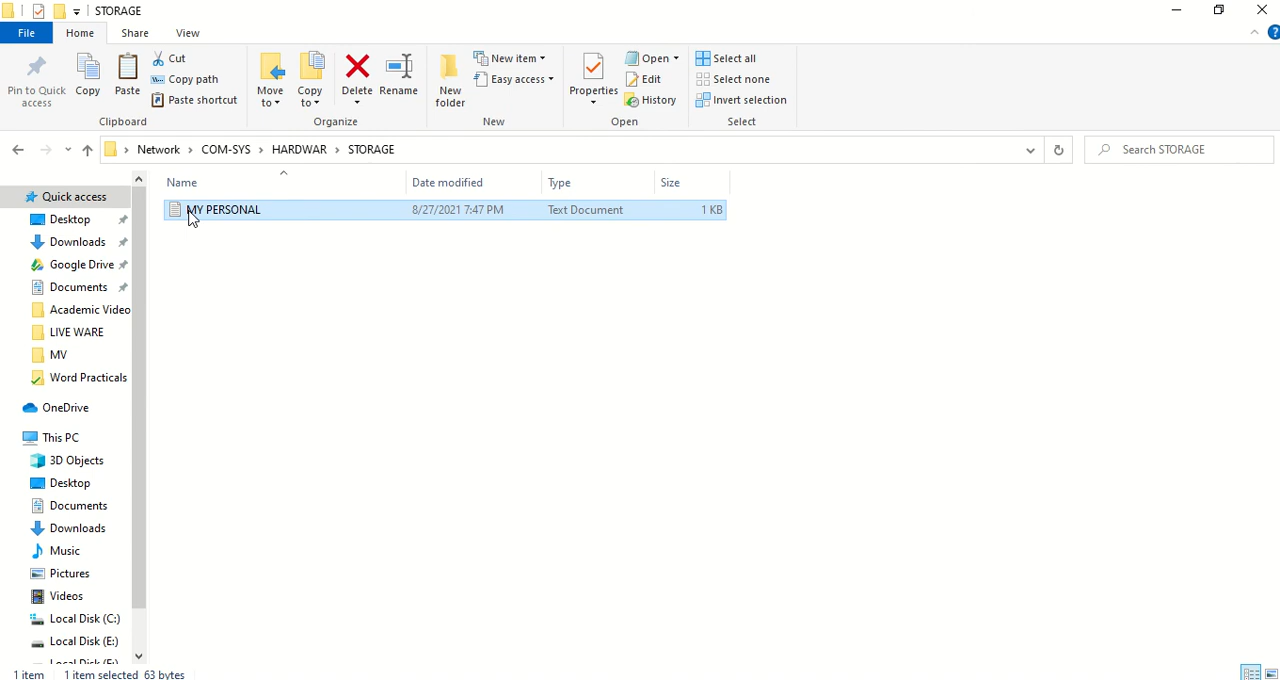 STORAGE
File Home Share View
Pin to Quick access
Copy
Paste
Cut
Copy path
Paste shortcut
Clipboard
Move to
Copy to
Delete
Rename
Organize
New folder
New item
Easy access
New
Properties
Open
Edit
History
Open
Select all
Select none
Invert selection
Select
Network › COM-SYS › HARDWAR › STORAGE
Search STORAGE
Name Date modified Type Size
MY PERSONAL 8/27/2021 7:47 PM Text Document 1 KB
Quick access
Desktop
Downloads
Google Drive
Documents
Academic Video
LIVE WARE
MV
Word Practicals
OneDrive
This PC
3D Objects
Desktop
Documents
Downloads
Music
Pictures
Videos
Local Disk (C:)
Local Disk (E:)
Local Disk (F:)
1 item 1 item selected 63 bytes